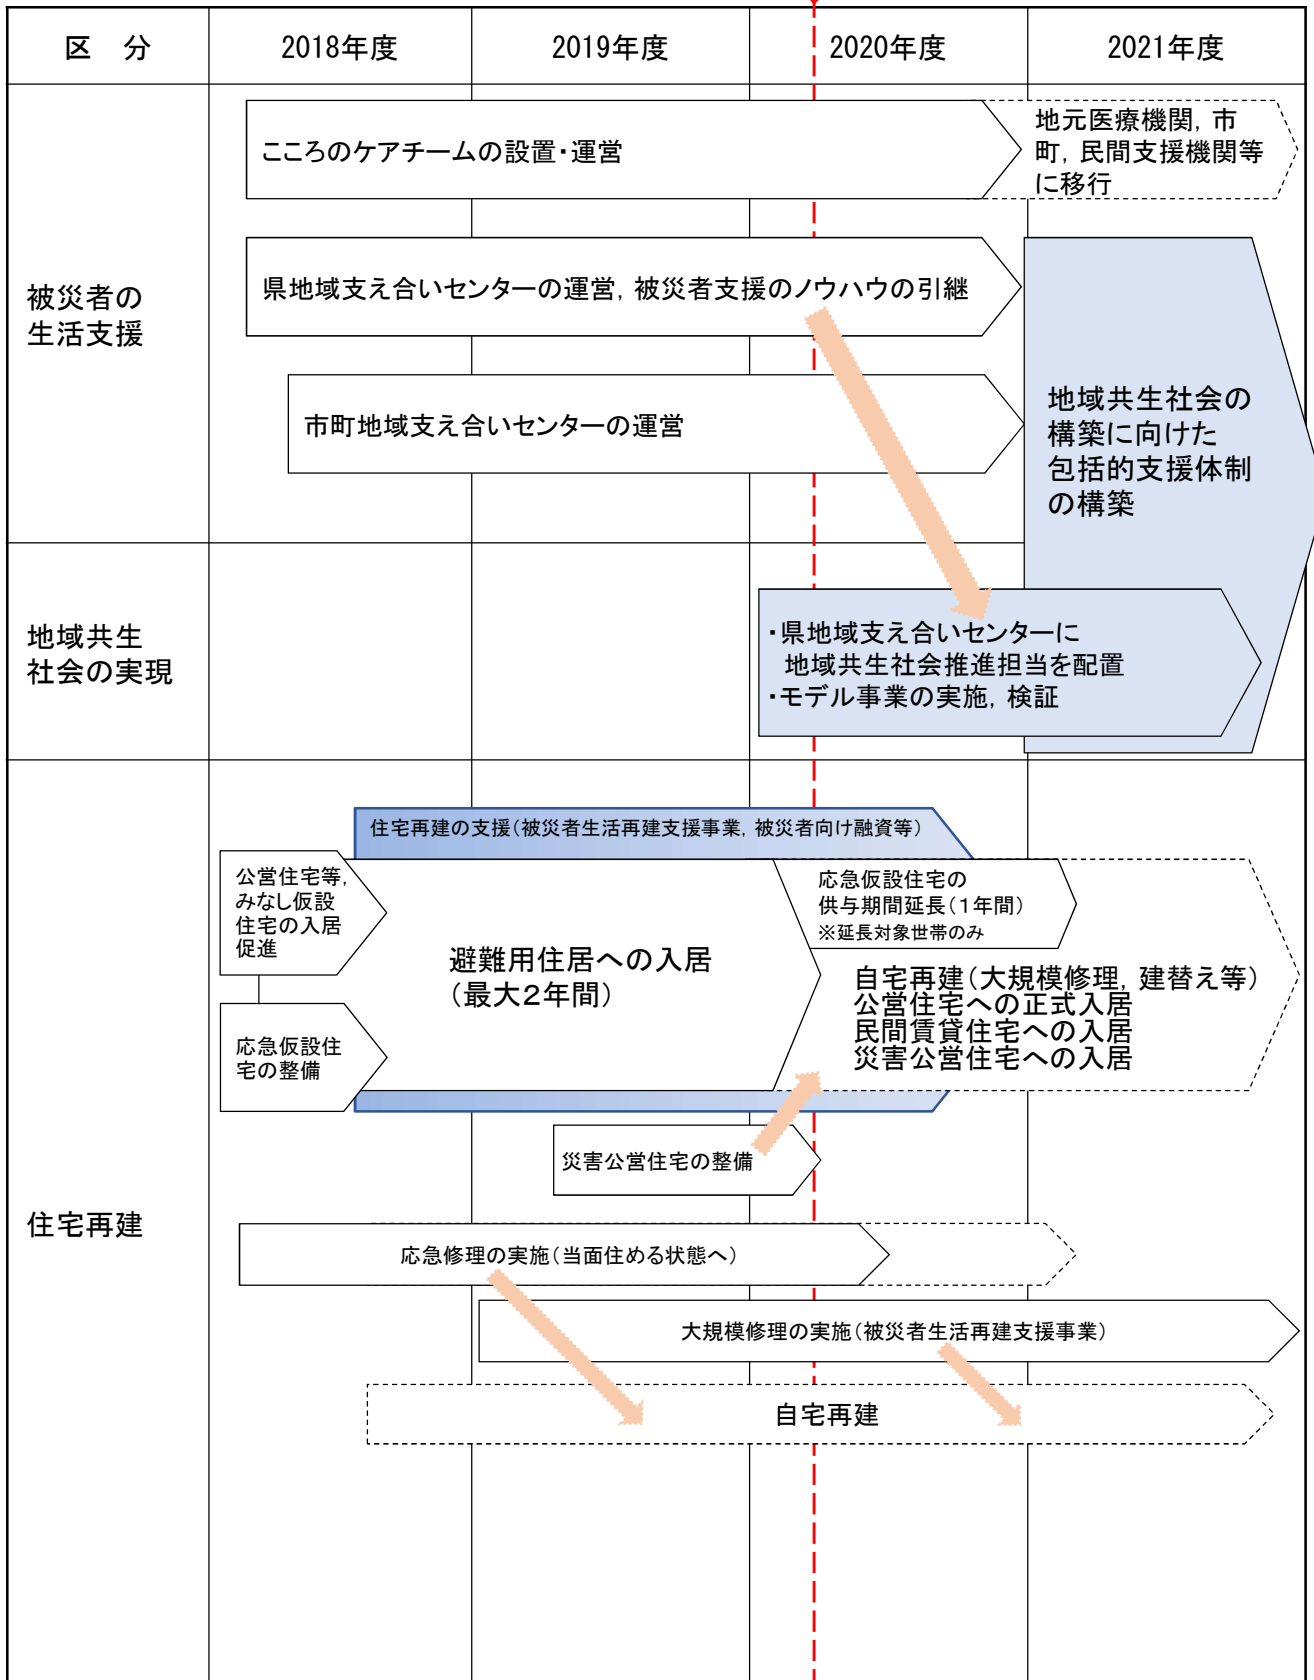 区　分
2018年度
2019年度
2020年度
2021年度
被災者の
生活支援
こころのケアチームの設置・運営
地元医療機関, 市
町, 民間支援機関等
に移行
県地域支え合いセンターの運営, 被災者支援のノウハウの引継
市町地域支え合いセンターの運営
地域共生社会の
構築に向けた
包括的支援体制
の構築
地域共生
社会の実現
・県地域支え合いセンターに
地域共生社会推進担当を配置
・モデル事業の実施, 検証
住宅再建
住宅再建の支援(被災者生活再建支援事業, 被災者向け融資等)
公営住宅等,
みなし仮設
住宅の入居
促進
応急仮設住
宅の整備
避難用住居への入居
(最大2年間)
応急仮設住宅の
供与期間延長(1年間)
※延長対象世帯のみ
自宅再建(大規模修理, 建替え等)
公営住宅への正式入居
民間賃貸住宅への入居
災害公営住宅への入居
災害公営住宅の整備
応急修理の実施(当面住める状態へ)
大規模修理の実施(被災者生活再建支援事業)
自宅再建